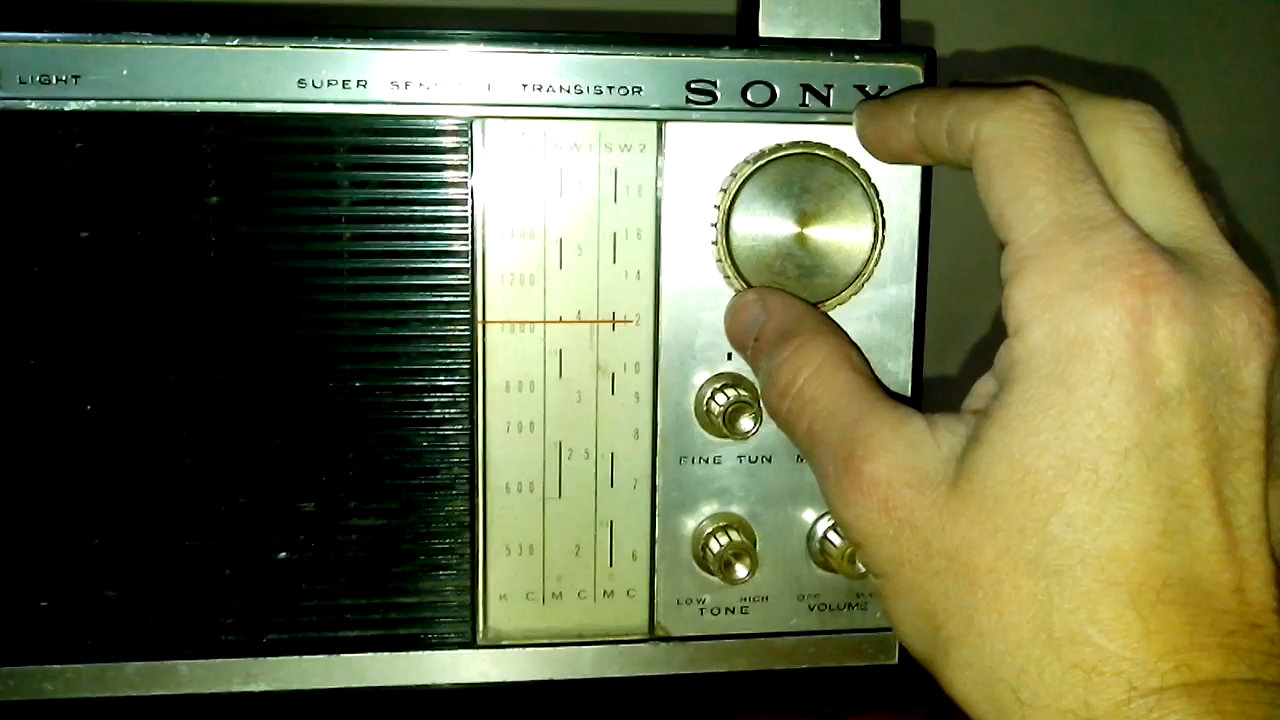 LIGHT
SUPER TRANSISTOR
SONY
SW1 SW2
18
1400 5 16
1200 14
1000 4 12
10
800 3 9
700 8
2 5
600 7
530 2 6
KC MC MC
FINE TUN
LOW HIGH
TONE
OFF
VOLUME